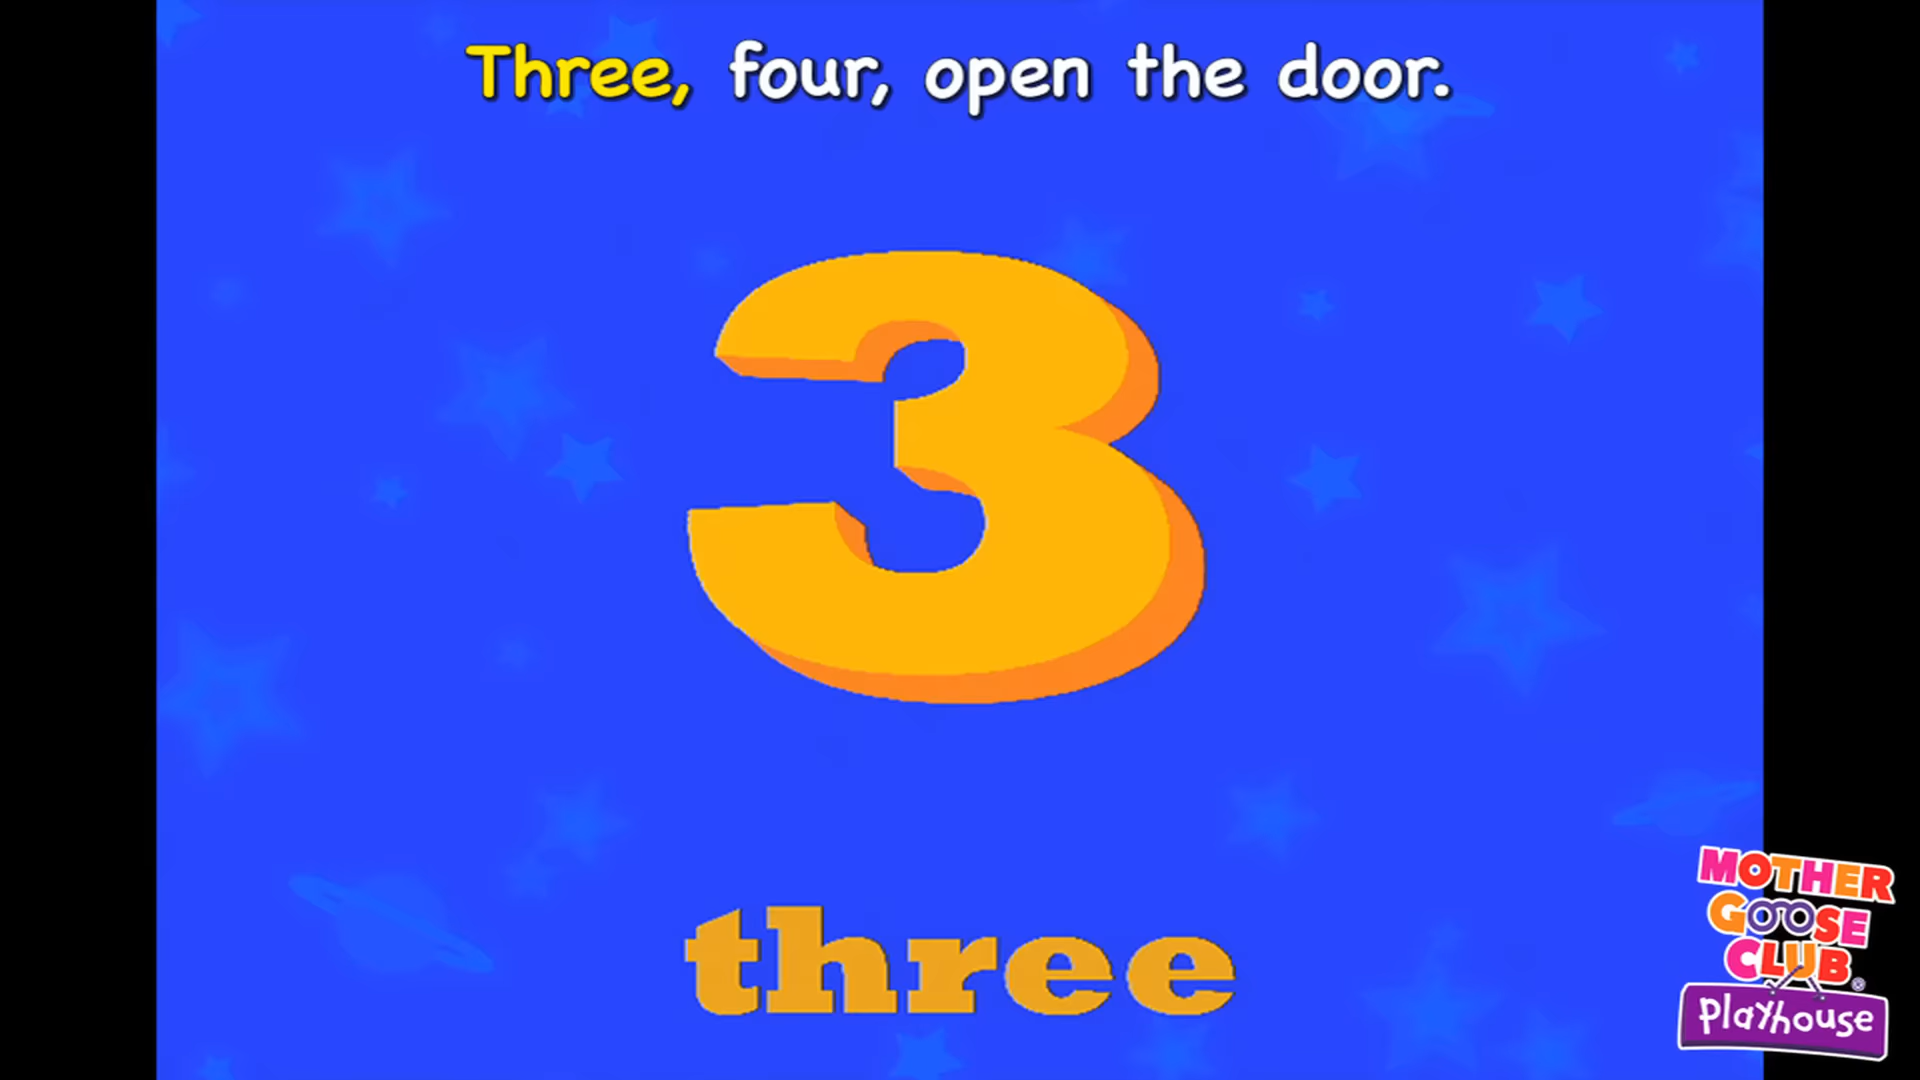 Three, four, open the door.
3
three
MOTHER
GOOSE
CLUB
playhouse